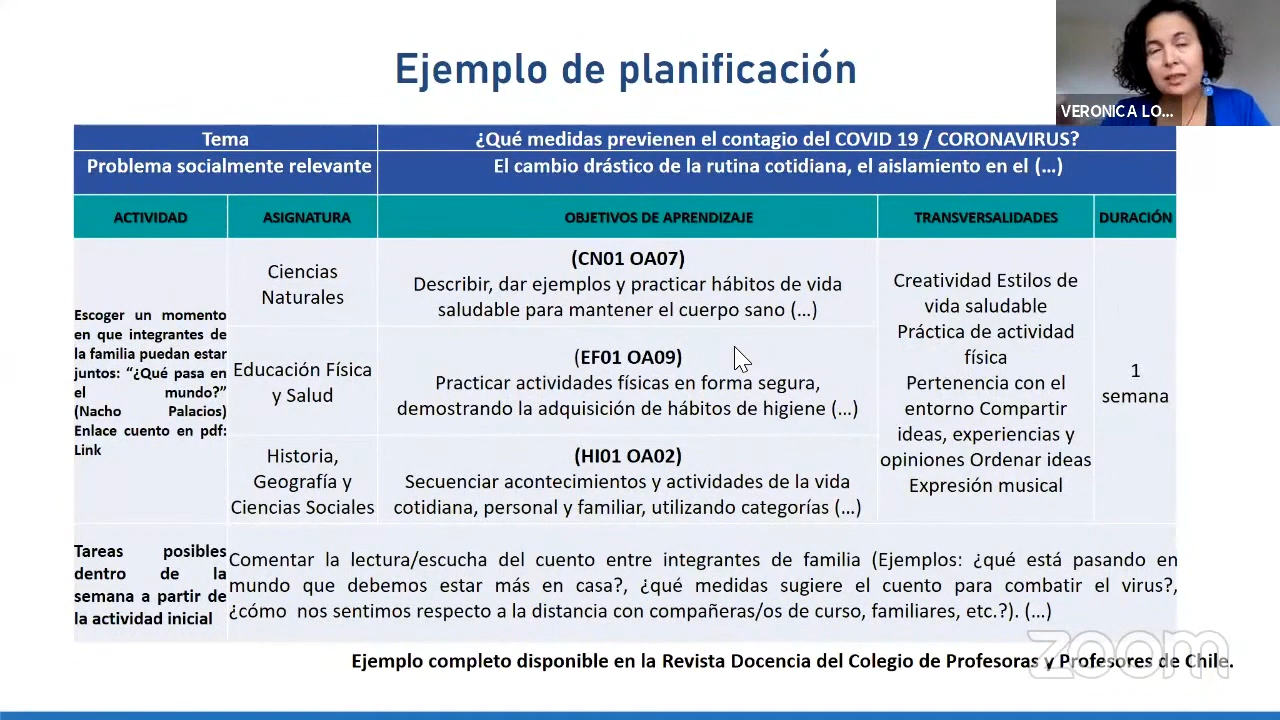 Ejemplo de planificación
VERONICA LO...
Tema
¿Qué medidas previenen el contagio del COVID 19 / CORONAVIRUS?
Problema socialmente relevante
El cambio drástico de la rutina cotidiana, el aislamiento en el (...)
ACTIVIDAD
ASIGNATURA
OBJETIVOS DE APRENDIZAJE
TRANSVERSALIDADES
DURACIÓN
Escoger un momento
en que integrantes de
la familia puedan estar
juntos: “¿Qué pasa en
el mundo?”
(Nacho Palacios)
Enlace cuento en pdf:
Link
Ciencias
Naturales
(CN01 OA07)
Describir, dar ejemplos y practicar hábitos de vida
saludable para mantener el cuerpo sano (...)
Educación Física
y Salud
(EF01 OA09)
Practicar actividades físicas en forma segura,
demostrando la adquisición de hábitos de higiene (...)
Historia,
Geografía y
Ciencias Sociales
(HI01 OA02)
Secuenciar acontecimientos y actividades de la vida
cotidiana, personal y familiar, utilizando categorías (...)
Creatividad Estilos de
vida saludable
Práctica de actividad
física
Pertenencia con el
entorno Compartir
ideas, experiencias y
opiniones Ordenar ideas
Expresión musical
1
semana
Tareas posibles
dentro de la
semana a partir de
la actividad inicial
Comentar la lectura/escucha del cuento entre integrantes de familia (Ejemplos: ¿qué está pasando en
mundo que debemos estar más en casa?, ¿qué medidas sugiere el cuento para combatir el virus?,
¿cómo nos sentimos respecto a la distancia con compañeras/os de curso, familiares, etc.?). (...)
zoom
Ejemplo completo disponible en la Revista Docencia del Colegio de Profesoras y Profesores de Chile.